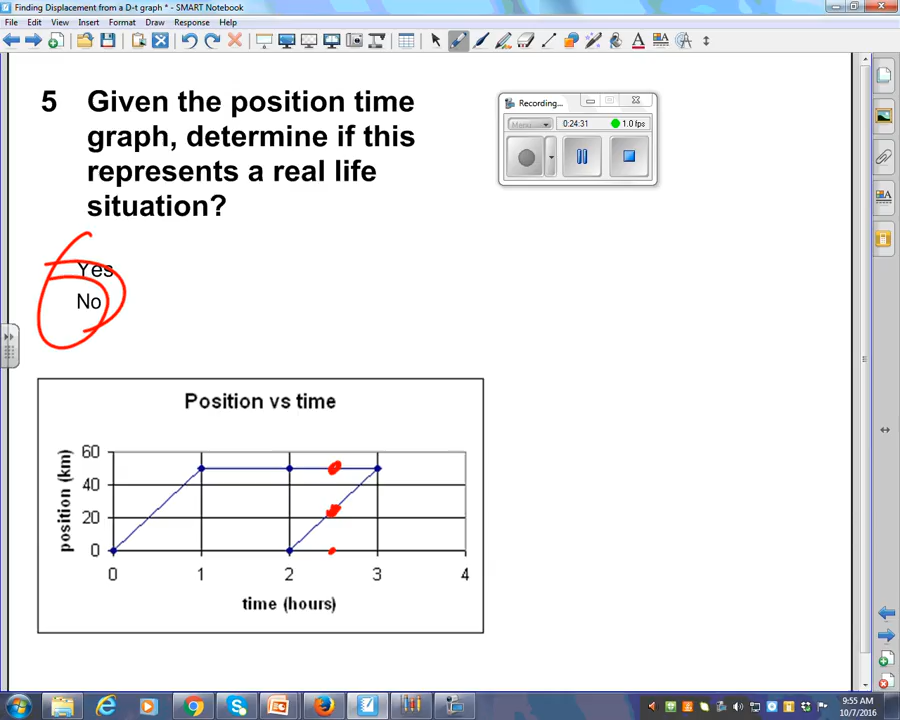 Finding Displacement from a D-t graph * - SMART Notebook
File Edit View Insert Format Draw Response Help
5 Given the position time
graph, determine if this
represents a real life
situation?
Recording...
Menu
0:24:31
1.0 fps
Yes
No
Position vs time
position (km)
60
40
20
0
0 1 2 3 4
time (hours)
9:55 AM
10/7/2016